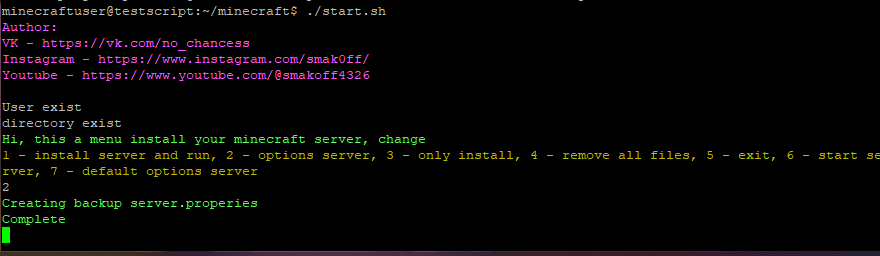 minecraftuser@testscript:~/minecraft$ ./start.sh
Author:
VK - https://vk.com/no_chancess
Instagram - https://www.instagram.com/smak0ff/
Youtube - https://www.youtube.com/@smakoff4326
User exist
directory exist
Hi, this a menu install your minecraft server, change
1 - install server and run, 2 - options server, 3 - only install, 4 - remove all files, 5 - exit, 6 - start se
rver, 7 - default options server
2
Creating backup server.properies
Complete